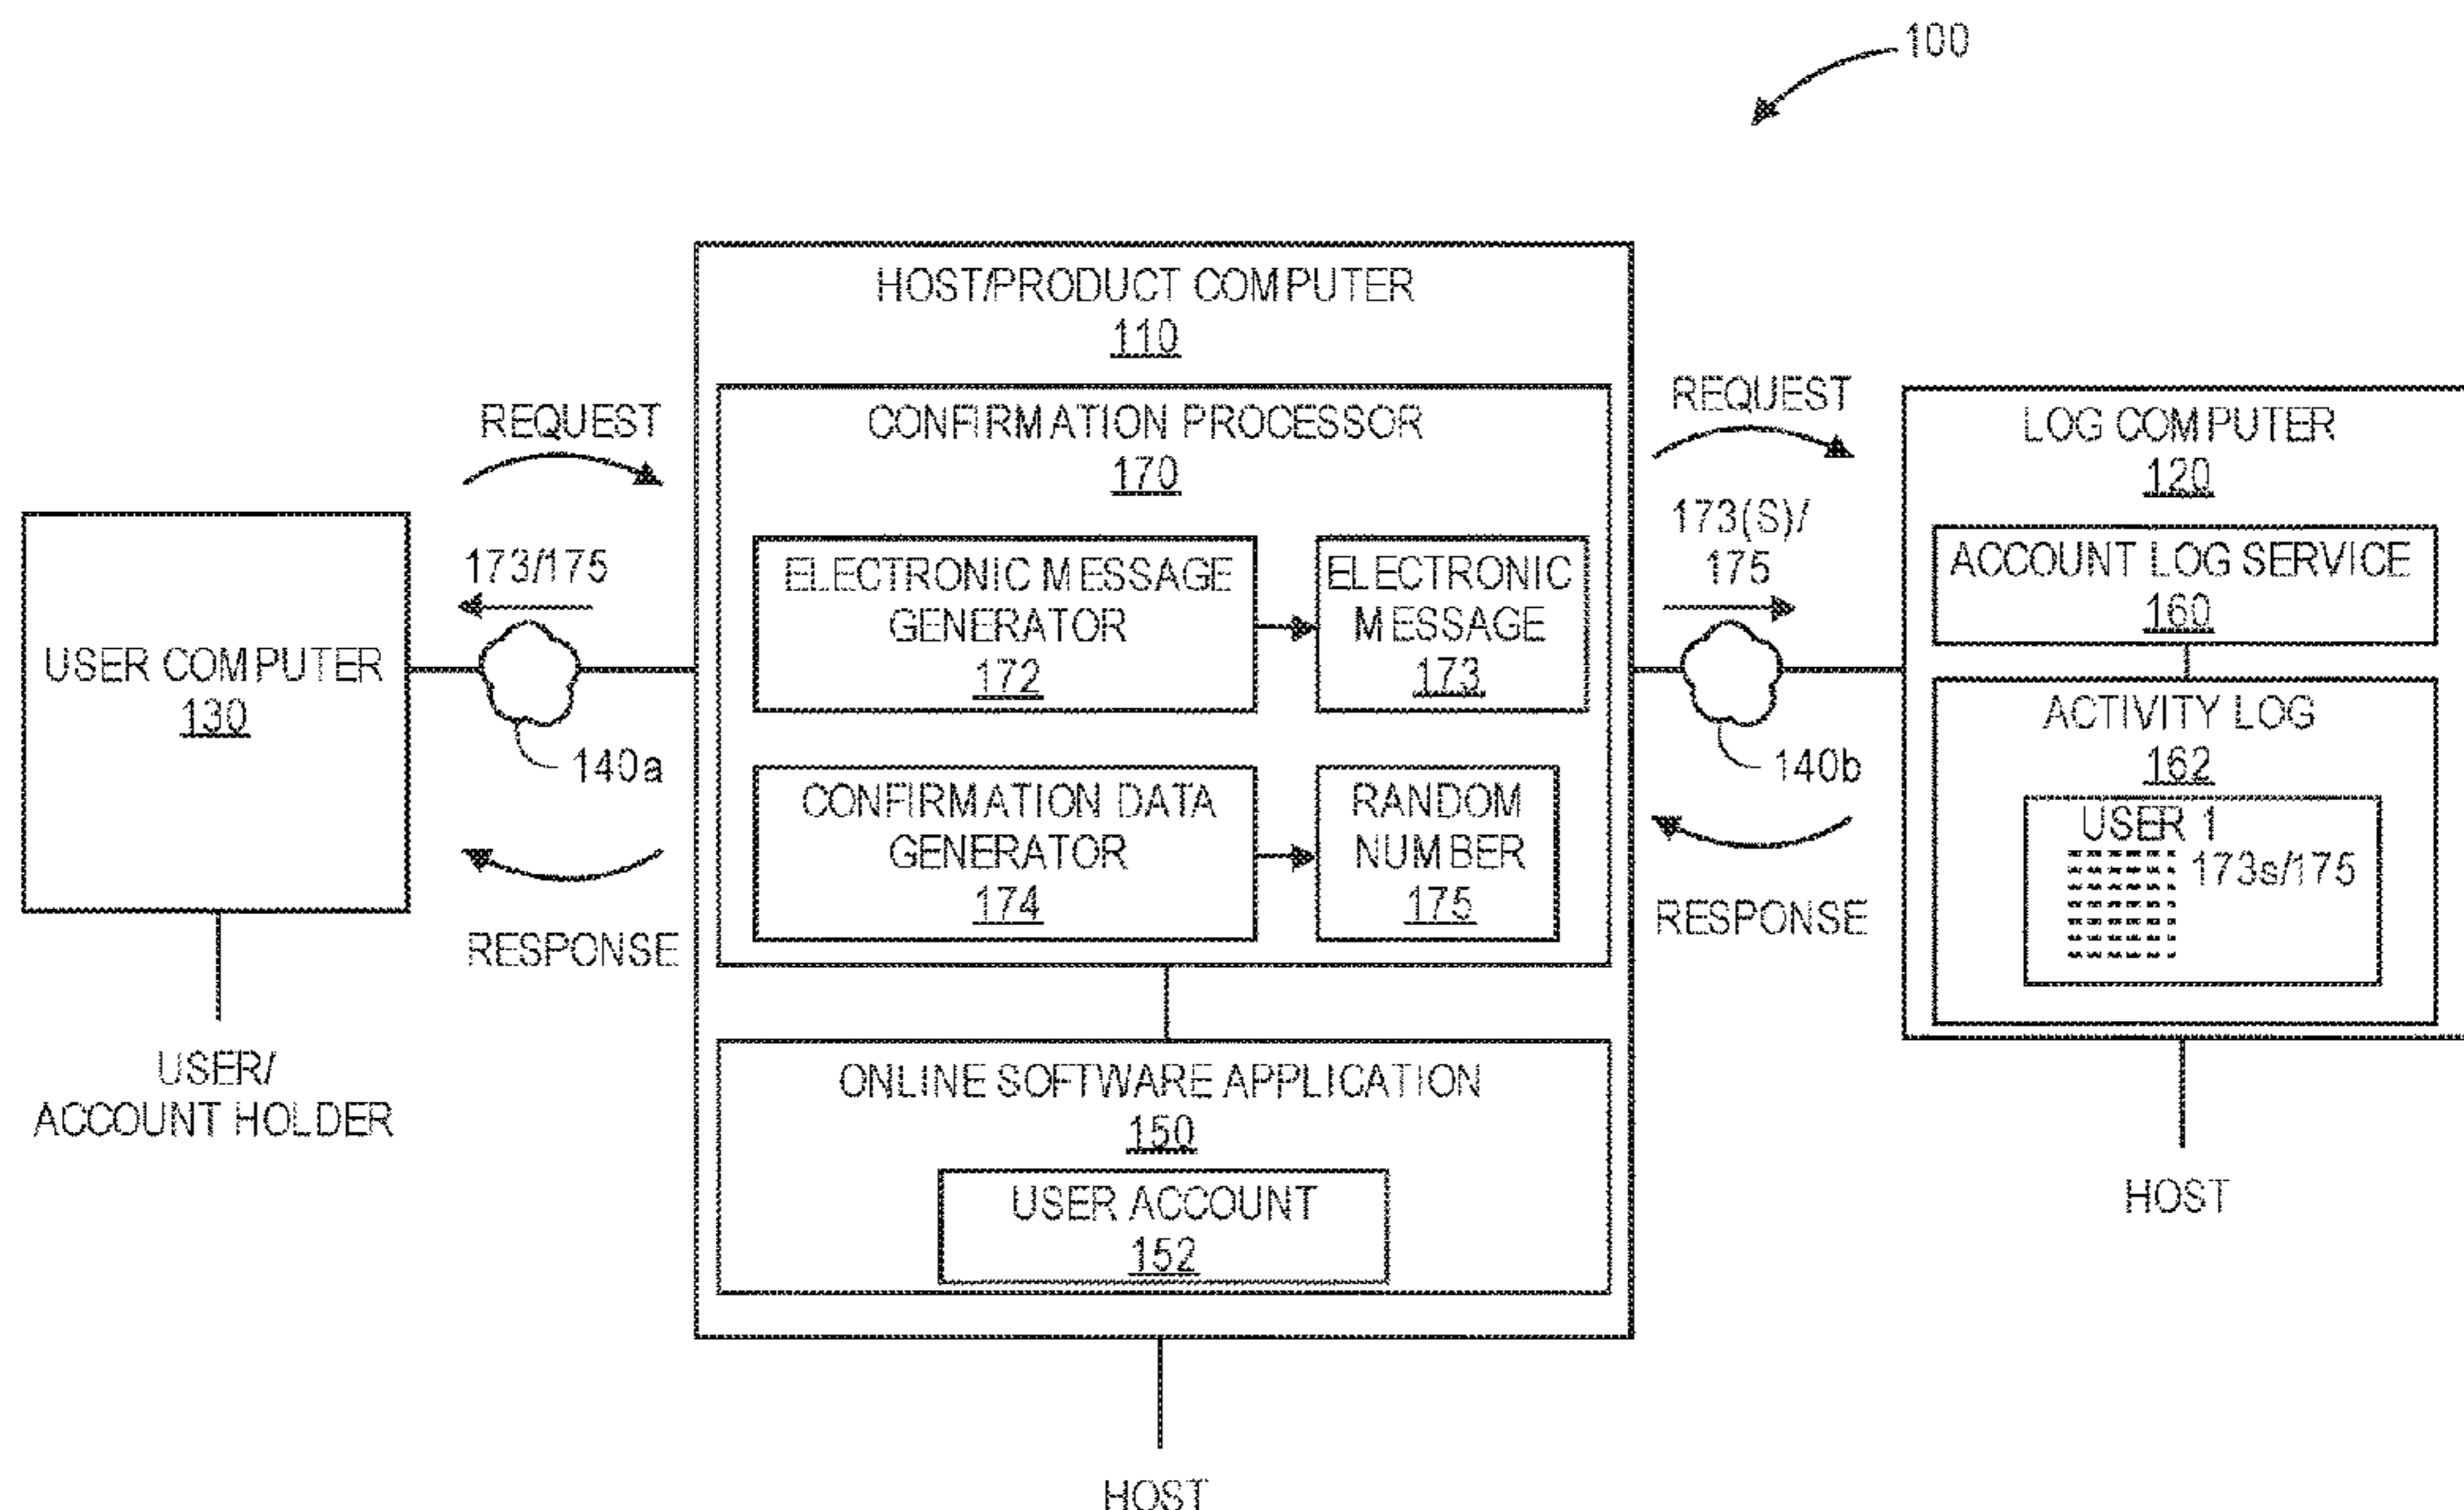 100
HOST/PRODUCT COMPUTER
110
REQUEST
CONFIRMATION PROCESSOR
170
REQUEST
LOG COMPUTER
120
173/175
ELECTRONIC MESSAGE
GENERATOR
172
ELECTRONIC
MESSAGE
173
173(S)/
175
ACCOUNT LOG SERVICE
160
USER COMPUTER
130
140a
140b
ACTIVITY LOG
162
USER 1
173s/175
CONFIRMATION DATA
GENERATOR
174
RANDOM
NUMBER
175
RESPONSE
RESPONSE
USER/
ACCOUNT HOLDER
ONLINE SOFTWARE APPLICATION
150
USER ACCOUNT
152
HOST
HOST